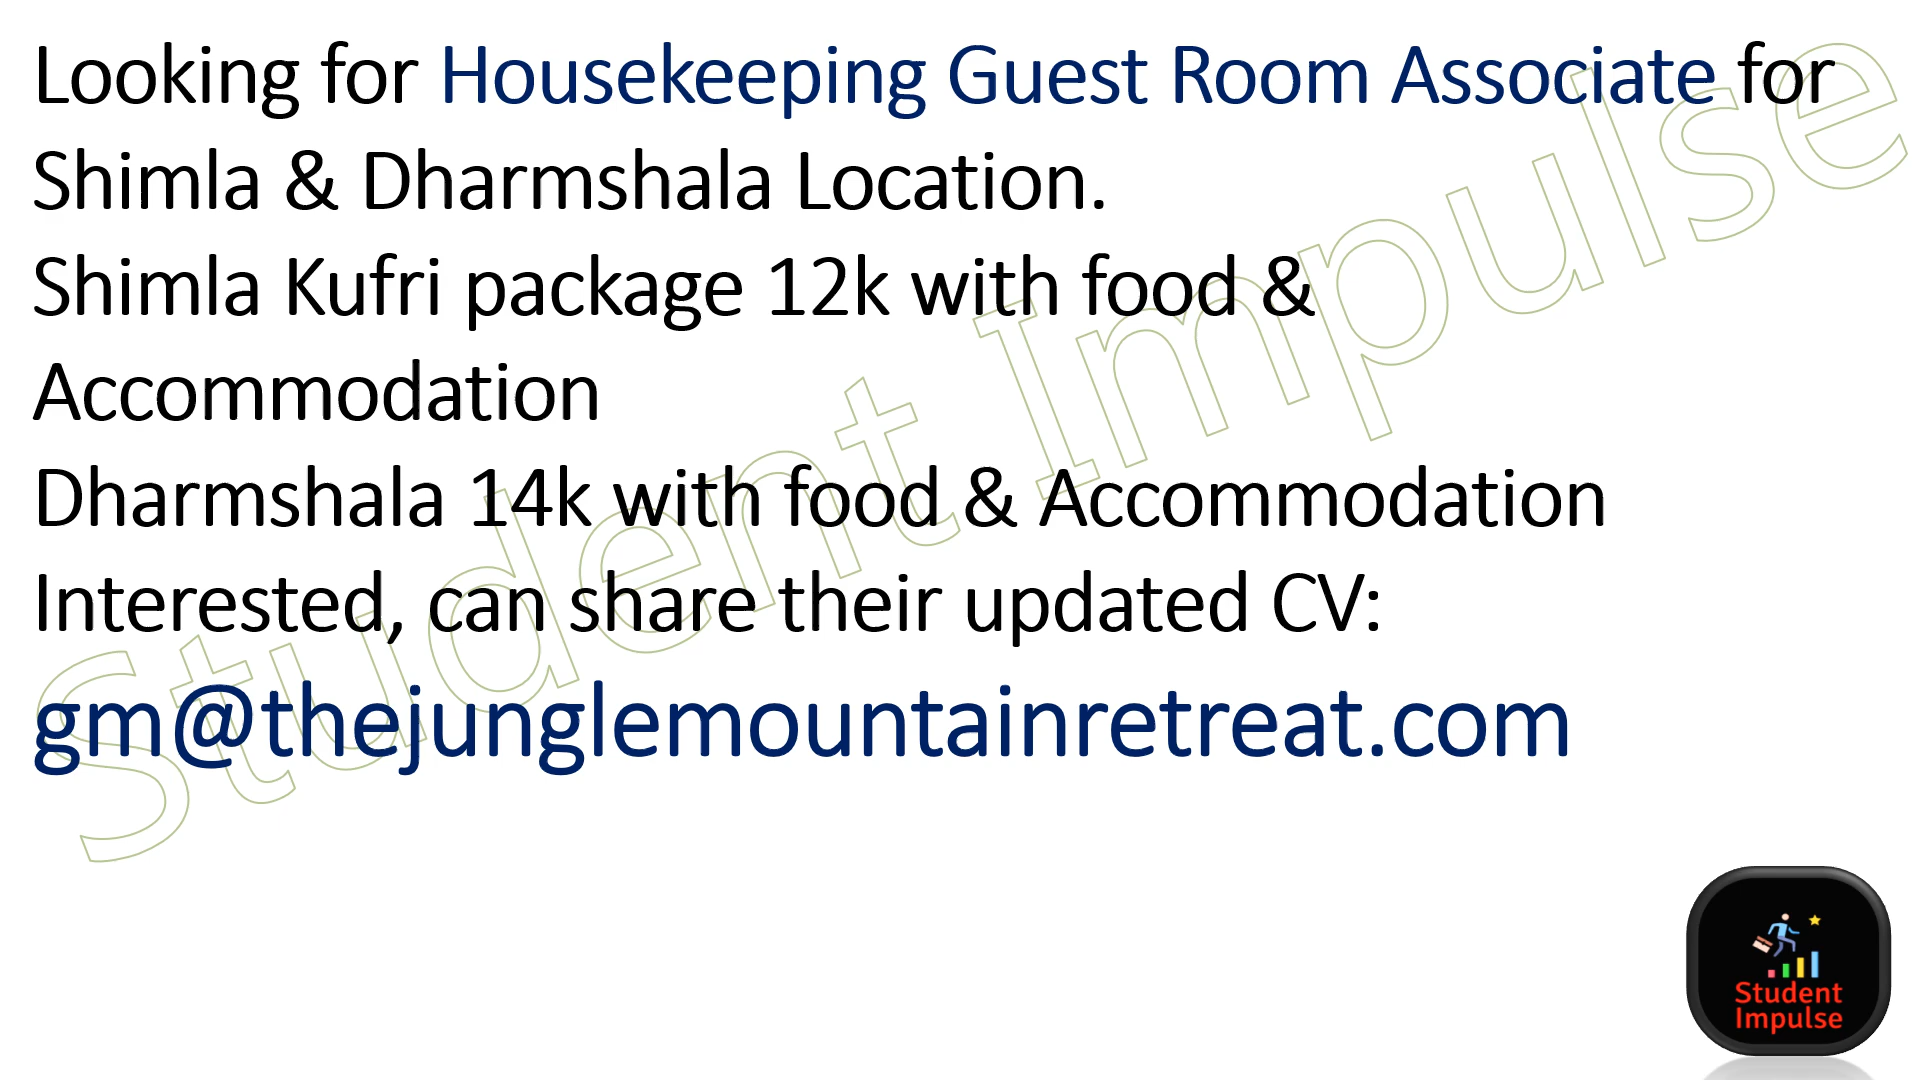 Looking for Housekeeping Guest Room Associate for
Shimla & Dharmshala Location.
Shimla Kufri package 12k with food &
Accommodation
Dharmshala 14k with food & Accommodation
Interested, can share their updated CV:
gm@thejunglemountainretreat.com
Student Impulse
Student
Impulse